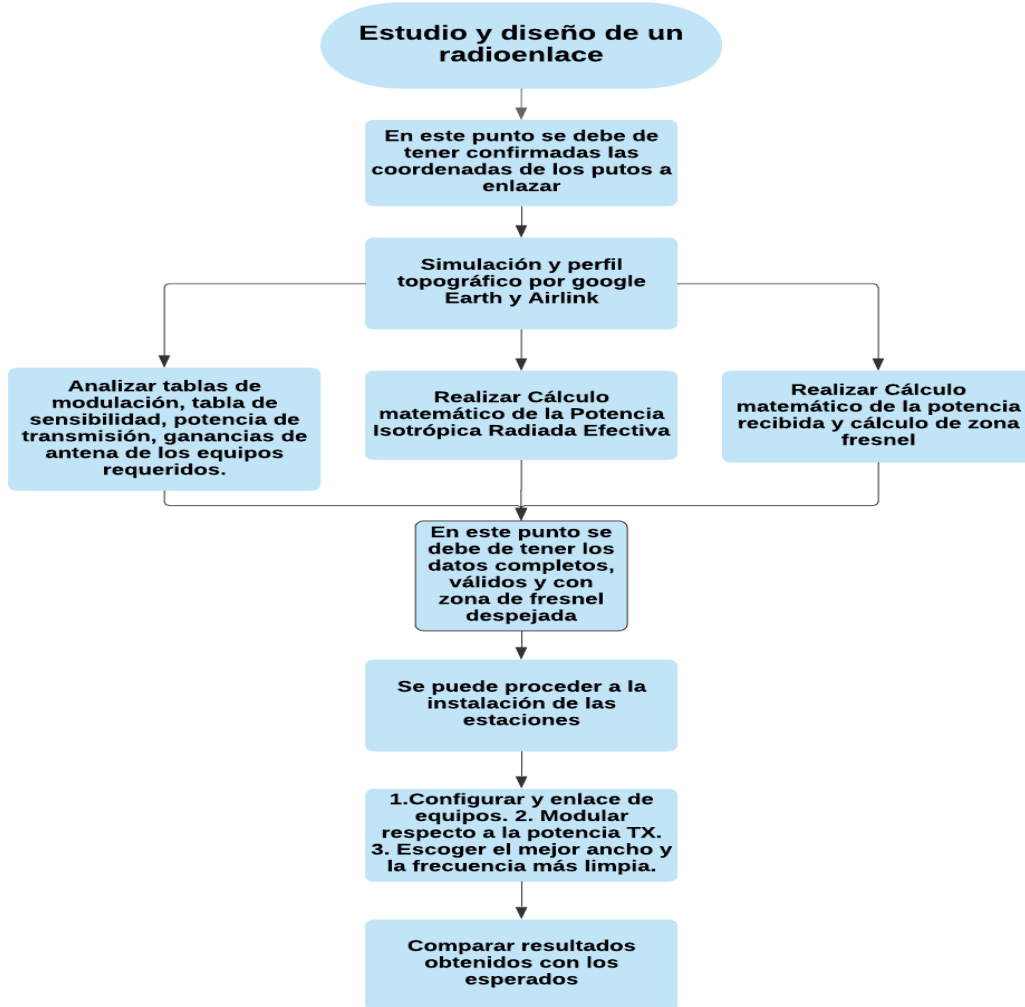 Estudio y diseño de un
radioenlace
En este punto se debe de
tener confirmadas las
coordenadas de los putos a
enlazar
Simulación y perfil
topográfico por google
Earth y Airlink
Analizar tablas de
modulación, tabla de
sensibilidad, potencia de
transmisión, ganancias de
antena de los equipos
requeridos.
Realizar Cálculo
matemático de la Potencia
Isotrópica Radiada Efectiva
Realizar Cálculo
matemático de la potencia
recibida y cálculo de zona
fresnel
En este punto se
debe de tener los
datos completos,
válidos y con
zona de fresnel
despejada
Se puede proceder a la
instalación de las
estaciones
1.Configurar y enlace de
equipos. 2. Modular
respecto a la potencia TX.
3. Escoger el mejor ancho y
la frecuencia más limpia.
Comparar resultados
obtenidos con los
esperados